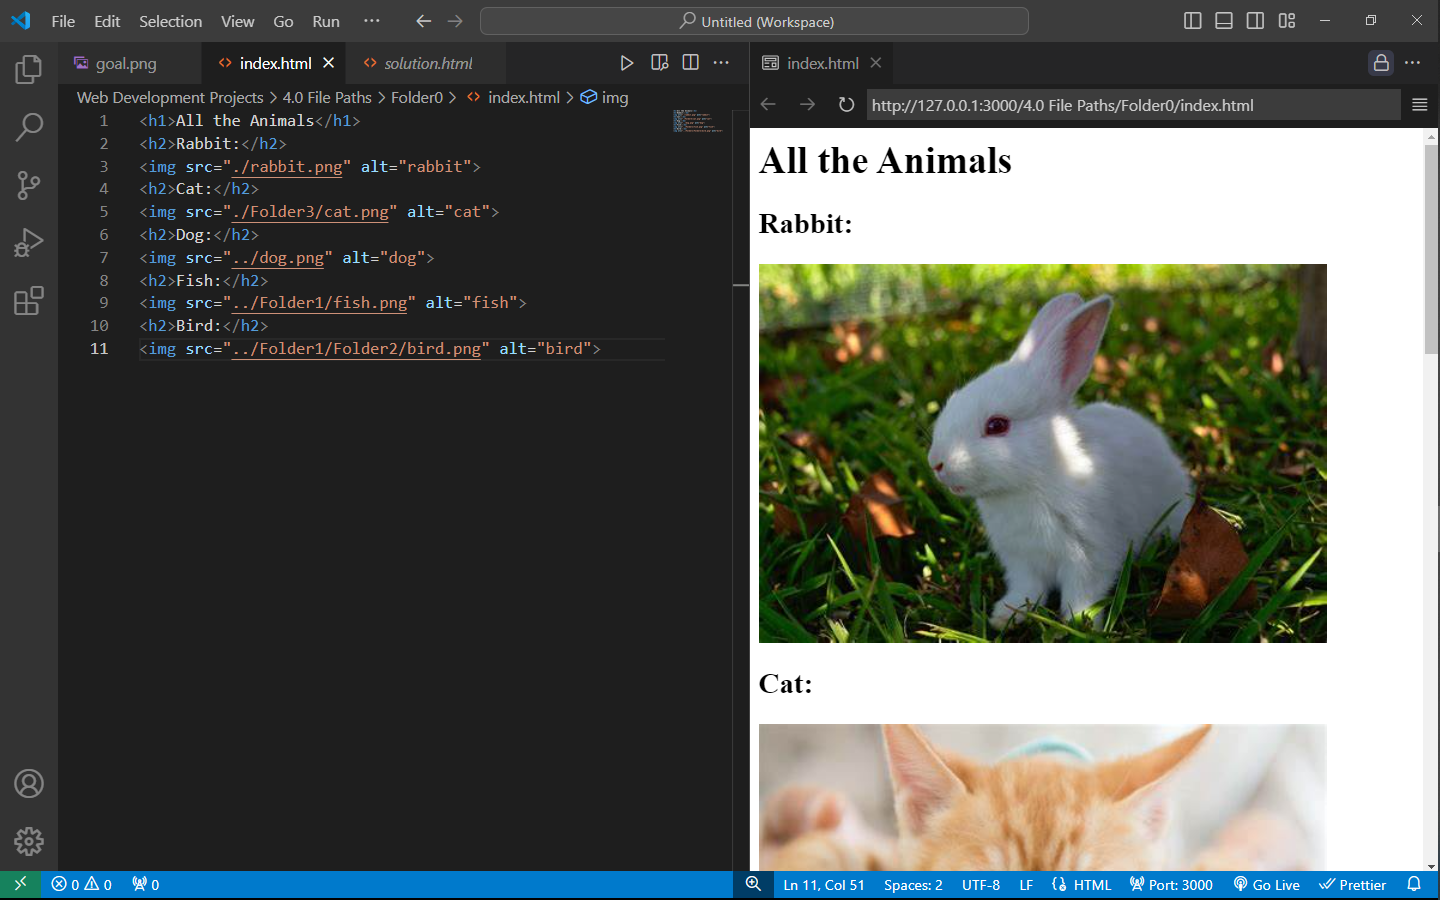 File Edit Selection View Go Run ··· Untitled (Workspace)
goal.png index.html solution.html
Web Development Projects > 4.0 File Paths > Folder0 > index.html > img
1 <h1>All the Animals</h1>
2 <h2>Rabbit:</h2>
3 <img src="./rabbit.png" alt="rabbit">
4 <h2>Cat:</h2>
5 <img src="./Folder3/cat.png" alt="cat">
6 <h2>Dog:</h2>
7 <img src="../dog.png" alt="dog">
8 <h2>Fish:</h2>
9 <img src="../Folder1/fish.png" alt="fish">
10 <h2>Bird:</h2>
11 <img src="../Folder1/Folder2/bird.png" alt="bird">
index.html
http://127.0.0.1:3000/4.0 File Paths/Folder0/index.html
All the Animals
Rabbit:
Cat:
0 0 0 Ln 11, Col 51 Spaces: 2 UTF-8 LF HTML Port: 3000 Go Live Prettier